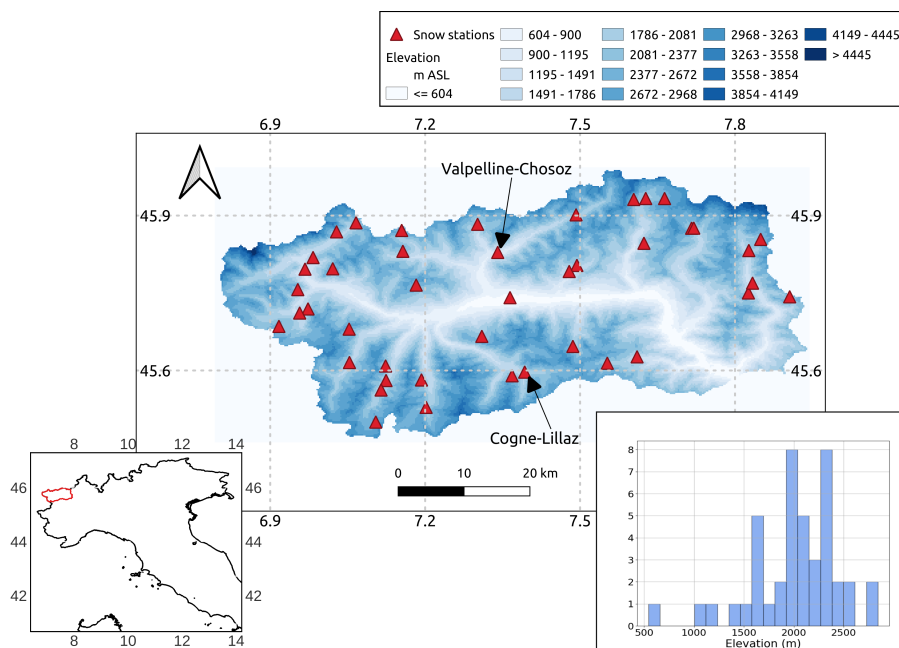 Snow stations
Elevation
m ASL
<= 604
604 - 900
900 - 1195
1195 - 1491
1491 - 1786
1786 - 2081
2081 - 2377
2377 - 2672
2672 - 2968
2968 - 3263
3263 - 3558
3558 - 3854
3854 - 4149
4149 - 4445
> 4445
6.9 7.2 7.5 7.8
Valpelline-Chosoz
45.9 45.9
45.6 45.6
Cogne-Lillaz
0 10 20 km
6.9 7.2 7.5
8 10 12 14
46 46
44 44
42 42
8 10 12 14
8
7
6
5
4
3
2
1
0
500 1000 1500 2000 2500
Elevation (m)